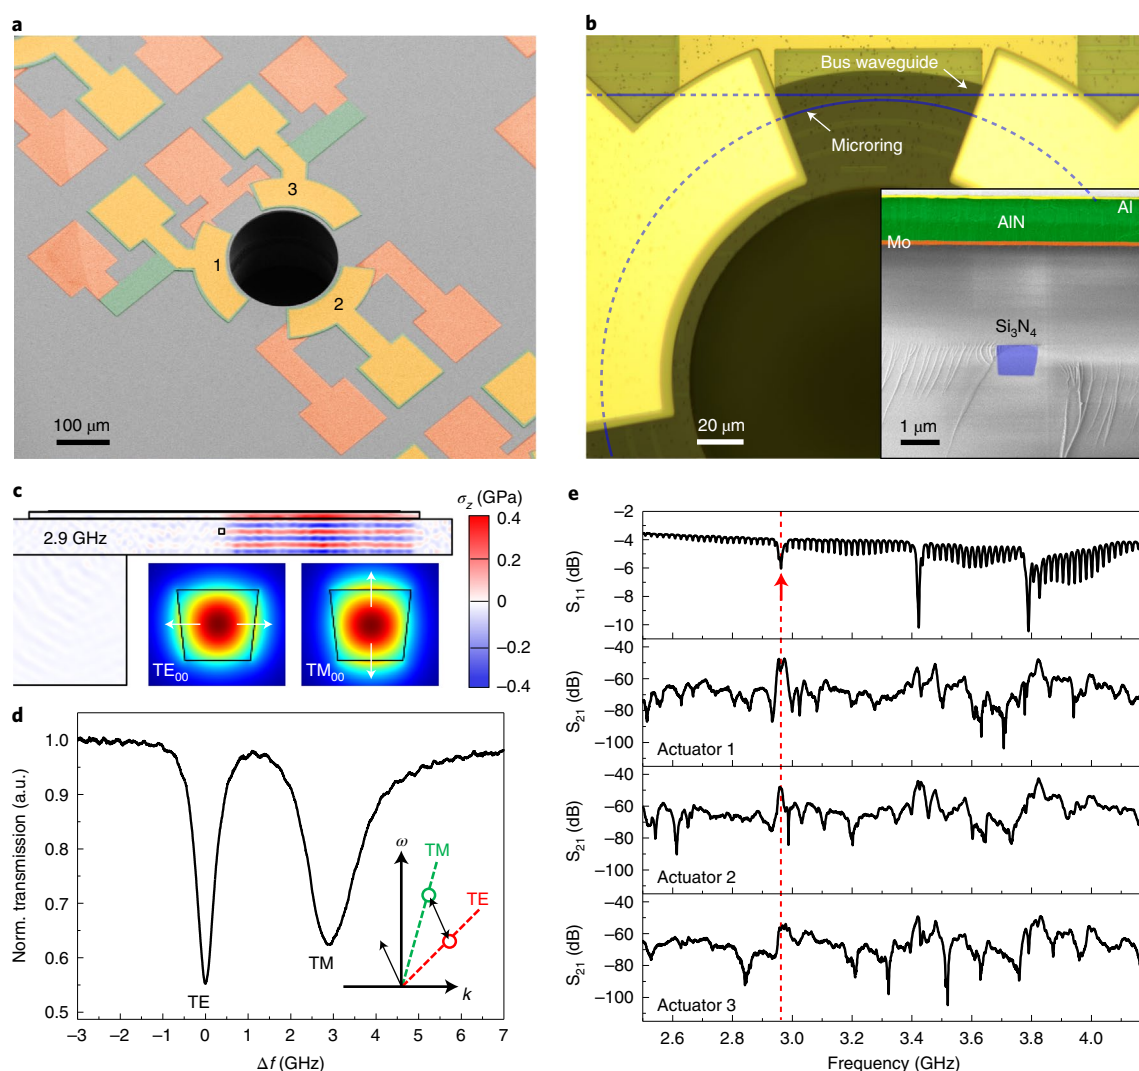 a
3
1
2
100 μm
b
Bus waveguide
Microring
Al
AlN
Mo
Si3N4
20 μm
1 μm
c
σz (GPa)
2.9 GHz
0.4
0.2
0
−0.2
−0.4
TE00
TM00
d
Norm. transmission (a.u.)
1.0
0.9
0.8
0.7
0.6
0.5
TE
TM
ω
TM
TE
k
−3 −2 −1 0 1 2 3 4 5 6 7
Δf (GHz)
e
S11 (dB)
−2
−4
−6
−8
−10
S21 (dB)
−40
−60
−80
−100
Actuator 1
S21 (dB)
−40
−60
−80
−100
Actuator 2
S21 (dB)
−40
−60
−80
−100
Actuator 3
2.6 2.8 3.0 3.2 3.4 3.6 3.8 4.0
Frequency (GHz)